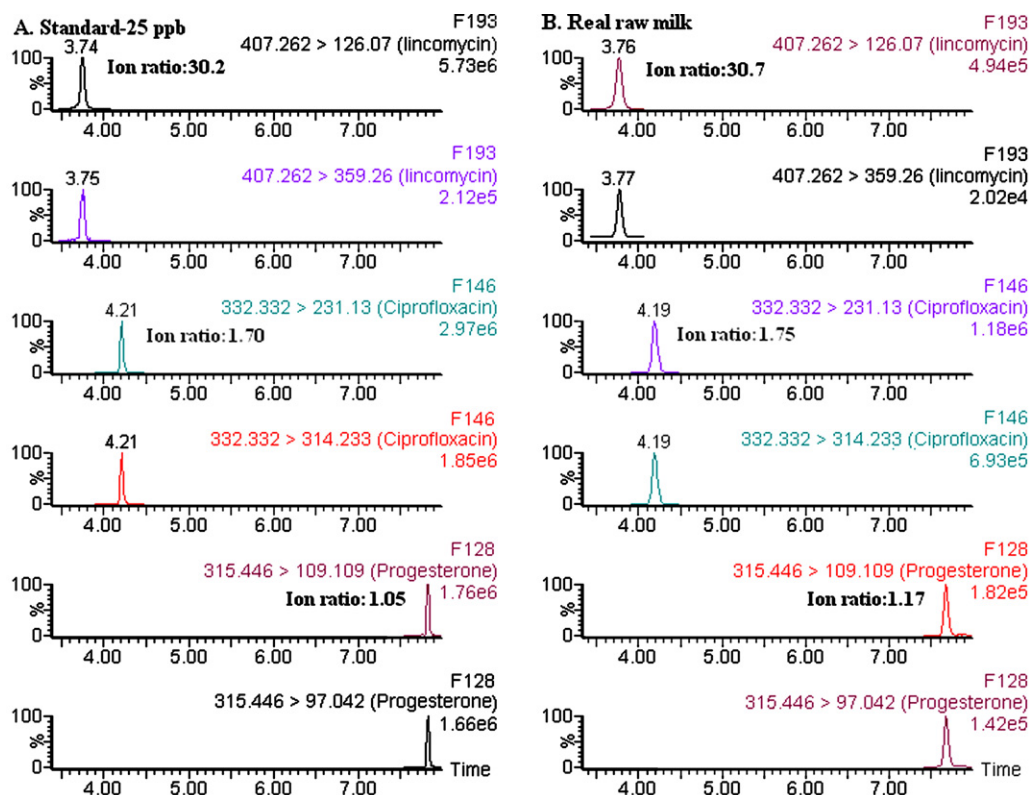 A. Standard-25 ppb
F193
3.74
407.262 > 126.07 (lincomycin)
100
Ion ratio:30.2
5.73e6
%
0
4.00 5.00 6.00 7.00
F193
3.75
407.262 > 359.26 (lincomycin)
100
2.12e5
%
0
4.00 5.00 6.00 7.00
F146
4.21
332.332 > 231.13 (Ciprofloxacin)
100
Ion ratio:1.70
2.97e6
%
0
4.00 5.00 6.00 7.00
F146
4.21
332.332 > 314.233 (Ciprofloxacin)
100
1.85e6
%
0
4.00 5.00 6.00 7.00
F128
315.446 > 109.109 (Progesterone)
100
Ion ratio:1.05
1.76e6
%
0
4.00 5.00 6.00 7.00
F128
315.446 > 97.042 (Progesterone)
100
1.66e6
%
0
Time
4.00 5.00 6.00 7.00
B. Real raw milk
F193
3.76
407.262 > 126.07 (lincomycin)
100
Ion ratio:30.7
4.94e5
%
0
4.00 5.00 6.00 7.00
F193
3.77
407.262 > 359.26 (lincomycin)
100
2.02e4
%
0
4.00 5.00 6.00 7.00
F146
4.19
332.332 > 231.13 (Ciprofloxacin)
100
Ion ratio:1.75
1.18e6
%
0
4.00 5.00 6.00 7.00
F146
4.19
332.332 > 314.233 (Ciprofloxacin)
100
6.93e5
%
0
4.00 5.00 6.00 7.00
F128
315.446 > 109.109 (Progesterone)
100
Ion ratio:1.17
1.82e5
%
0
4.00 5.00 6.00 7.00
F128
315.446 > 97.042 (Progesterone)
100
1.42e5
%
0
Time
4.00 5.00 6.00 7.00